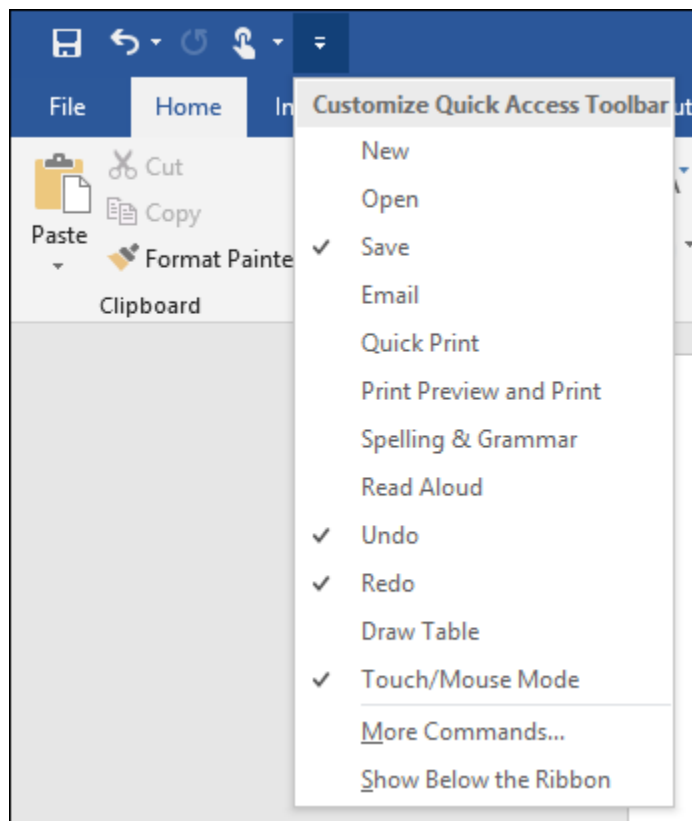 File Home In
Customize Quick Access Toolbar
New
Cut
Open
Copy
Paste
Save
Format Painte
Email
Clipboard
Quick Print
Print Preview and Print
Spelling & Grammar
Read Aloud
Undo
Redo
Draw Table
Touch/Mouse Mode
More Commands...
Show Below the Ribbon